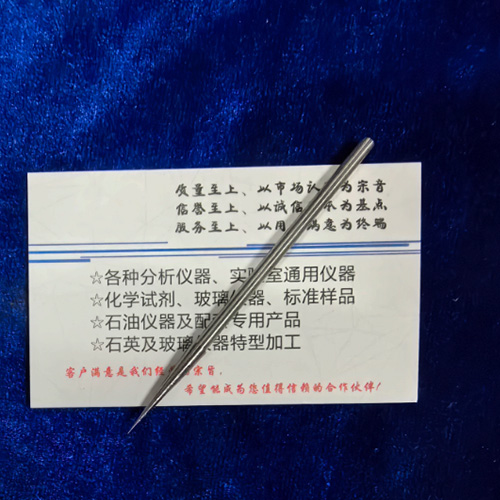 质量至上、以市场认为宗音
信誉至上、以诚信本为基点
服务至上、以用满意为终端
☆各种分析仪器、实室通用仪器
☆化学试剂、玻璃器、标准样品
☆石油仪器及配专用产品
☆石英及玻璃器特型加工
客户满意是我们经宗旨,
希望能成为您值得信赖的合作伙伴!